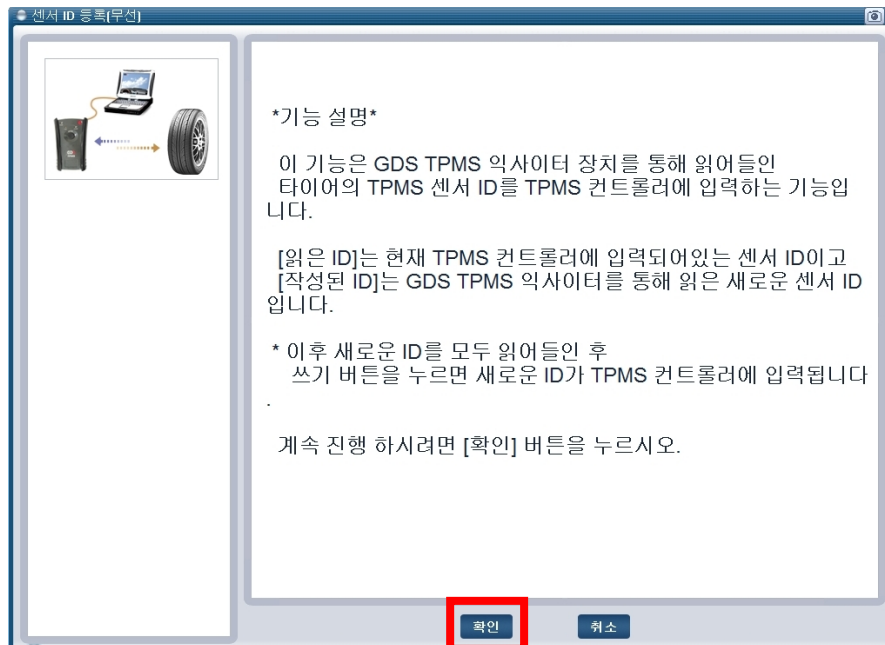 센서 ID 등록(무선)
*기능 설명*
이 기능은 GDS TPMS 익사이터 장치를 통해 읽어들인
타이어의 TPMS 센서 ID를 TPMS 컨트롤러에 입력하는 기능입
니다.
[읽은 ID]는 현재 TPMS 컨트롤러에 입력되어있는 센서 ID이고
[작성된 ID]는 GDS TPMS 익사이터를 통해 읽은 새로운 센서 ID
입니다.
* 이후 새로운 ID를 모두 읽어들인 후
쓰기 버튼을 누르면 새로운 ID가 TPMS 컨트롤러에 입력됩니다
.
계속 진행 하시려면 [확인] 버튼을 누르시오.
확인
취소